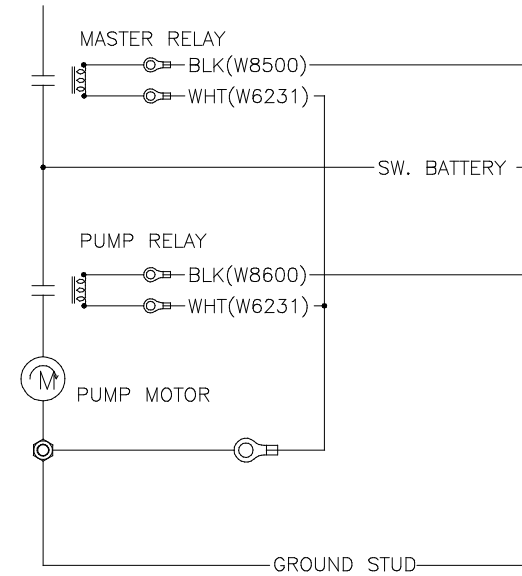 MASTER RELAY
BLK(W8500)
WHT(W6231)
SW. BATTERY
PUMP RELAY
BLK(W8600)
WHT(W6231)
M
PUMP MOTOR
GROUND STUD